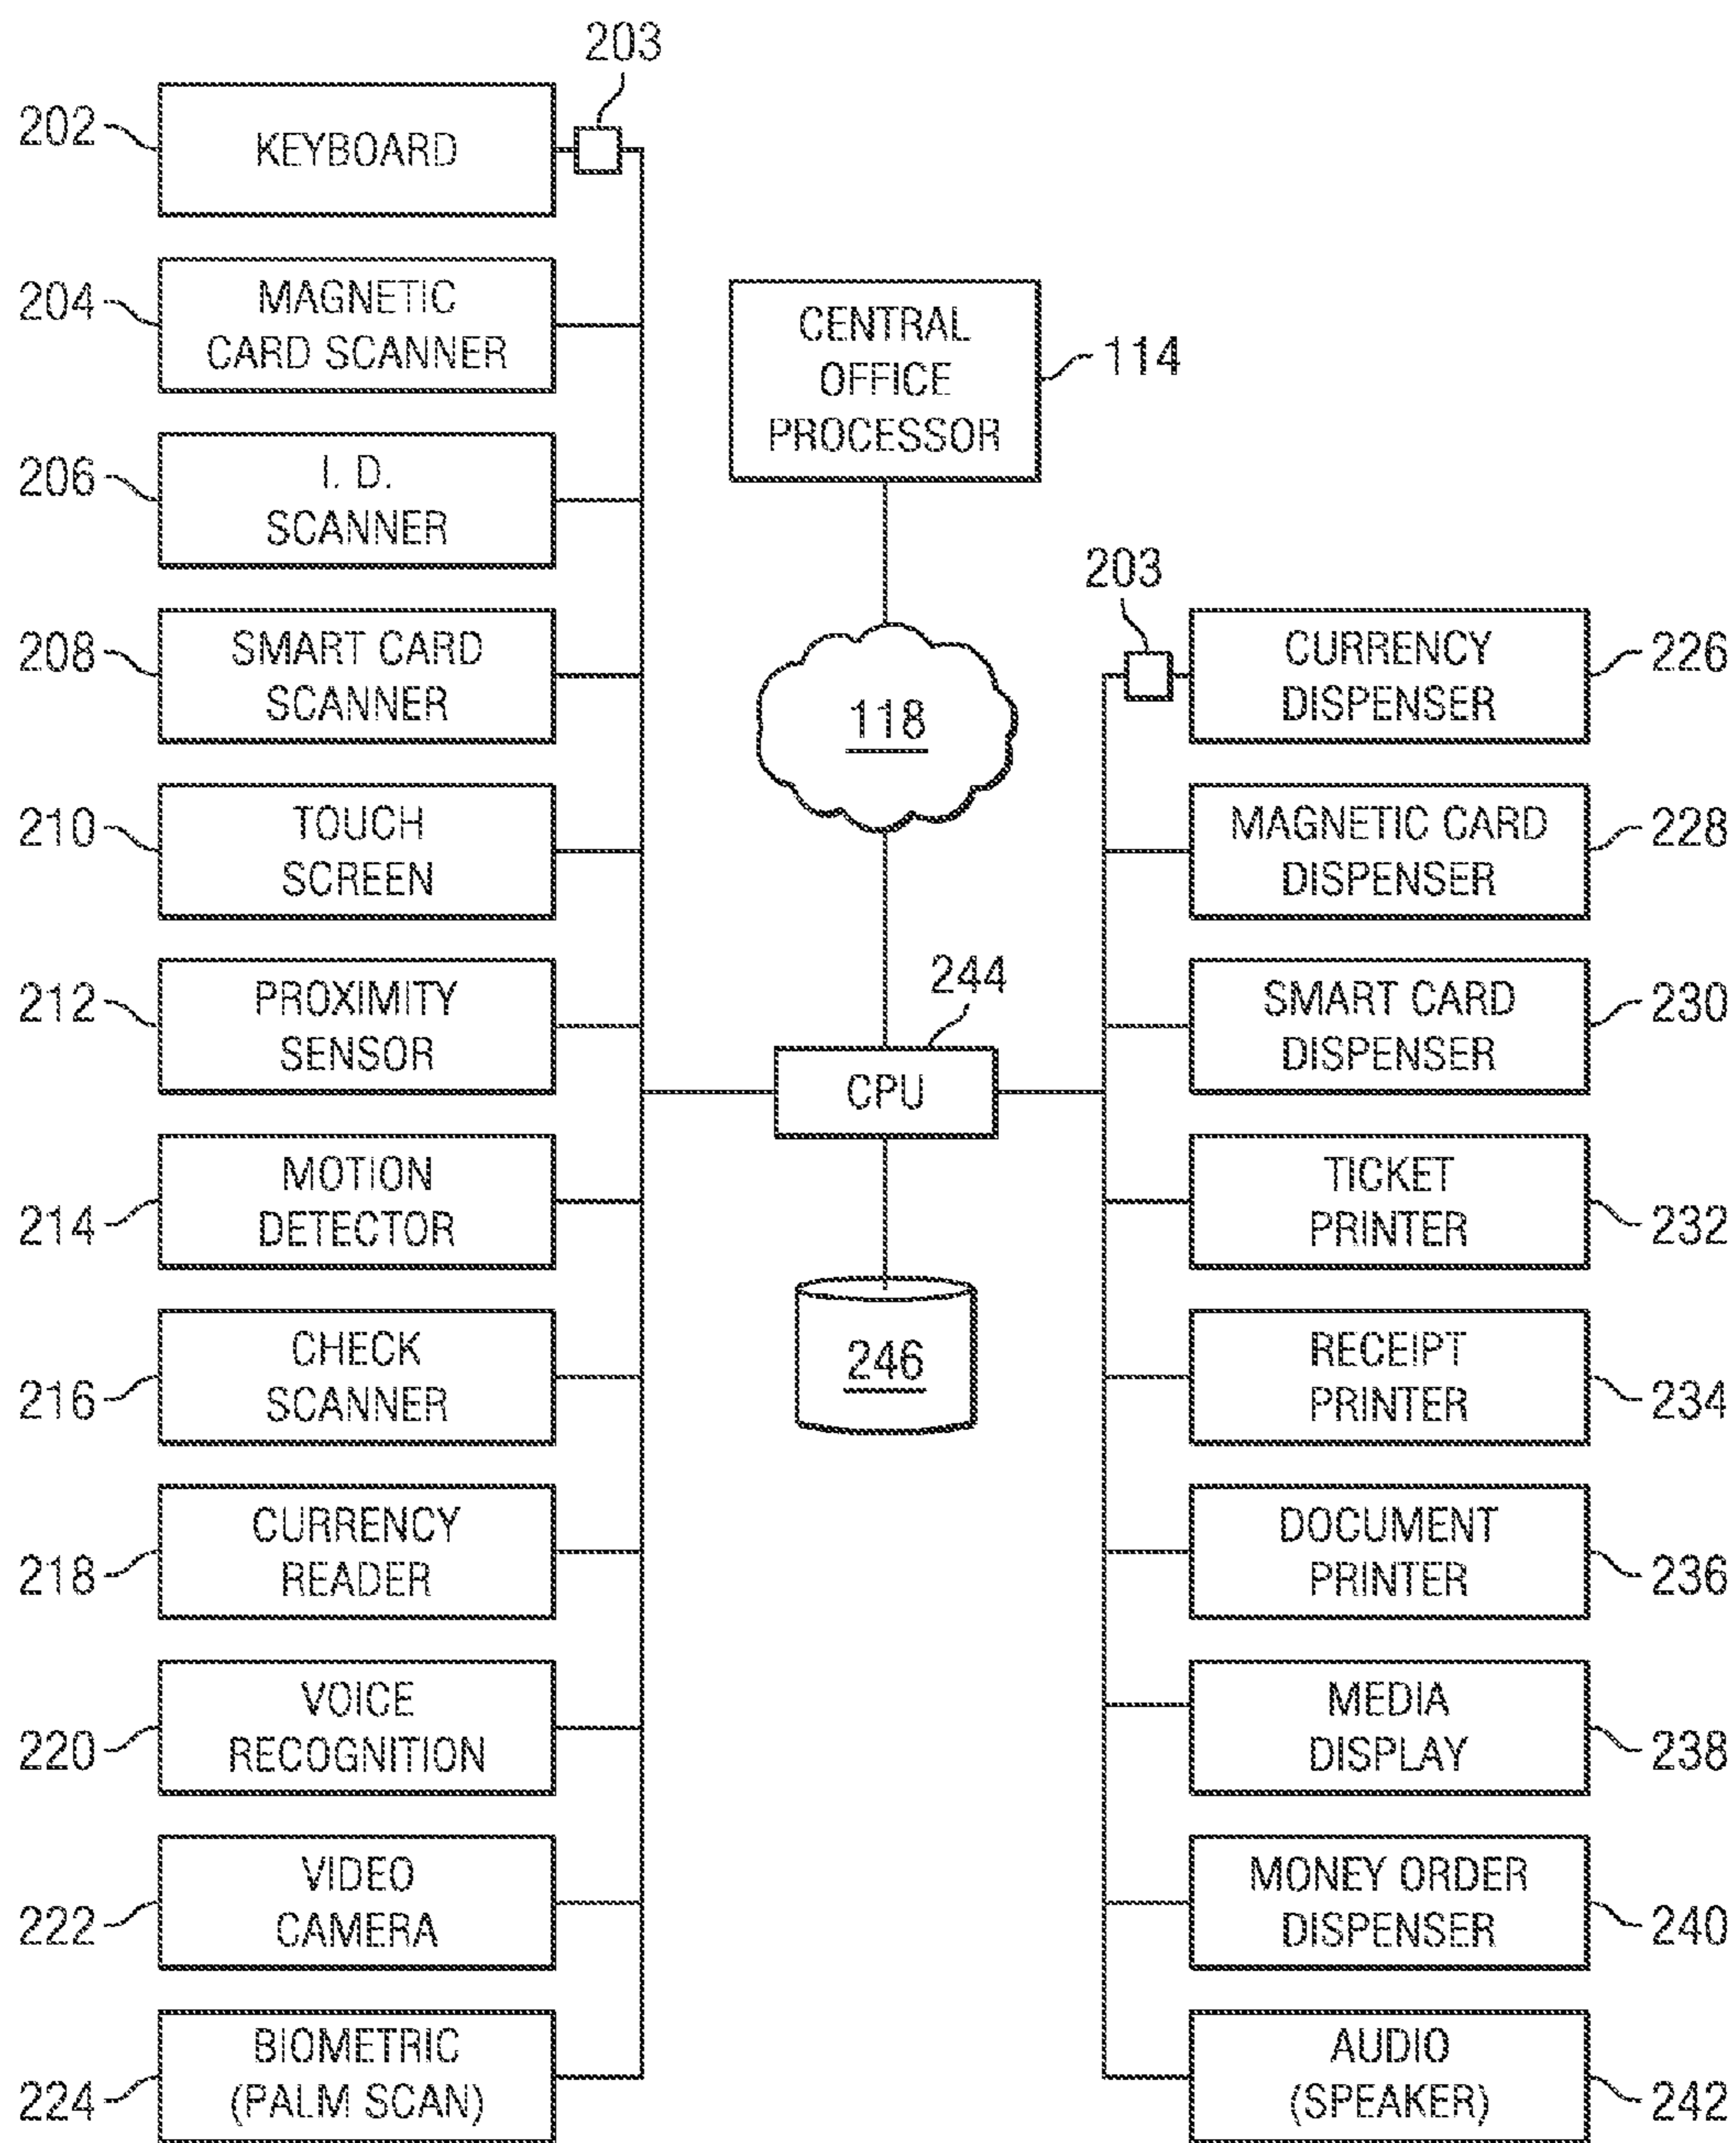 203
202
KEYBOARD
204
MAGNETIC
CARD SCANNER
206
I. D.
SCANNER
208
SMART CARD
SCANNER
210
TOUCH
SCREEN
212
PROXIMITY
SENSOR
214
MOTION
DETECTOR
216
CHECK
SCANNER
218
CURRENCY
READER
220
VOICE
RECOGNITION
222
VIDEO
CAMERA
224
BIOMETRIC
(PALM SCAN)
CENTRAL
OFFICE
PROCESSOR
114
118
244
CPU
246
203
CURRENCY
DISPENSER
226
MAGNETIC CARD
DISPENSER
228
SMART CARD
DISPENSER
230
TICKET
PRINTER
232
RECEIPT
PRINTER
234
DOCUMENT
PRINTER
236
MEDIA
DISPLAY
238
MONEY ORDER
DISPENSER
240
AUDIO
(SPEAKER)
242